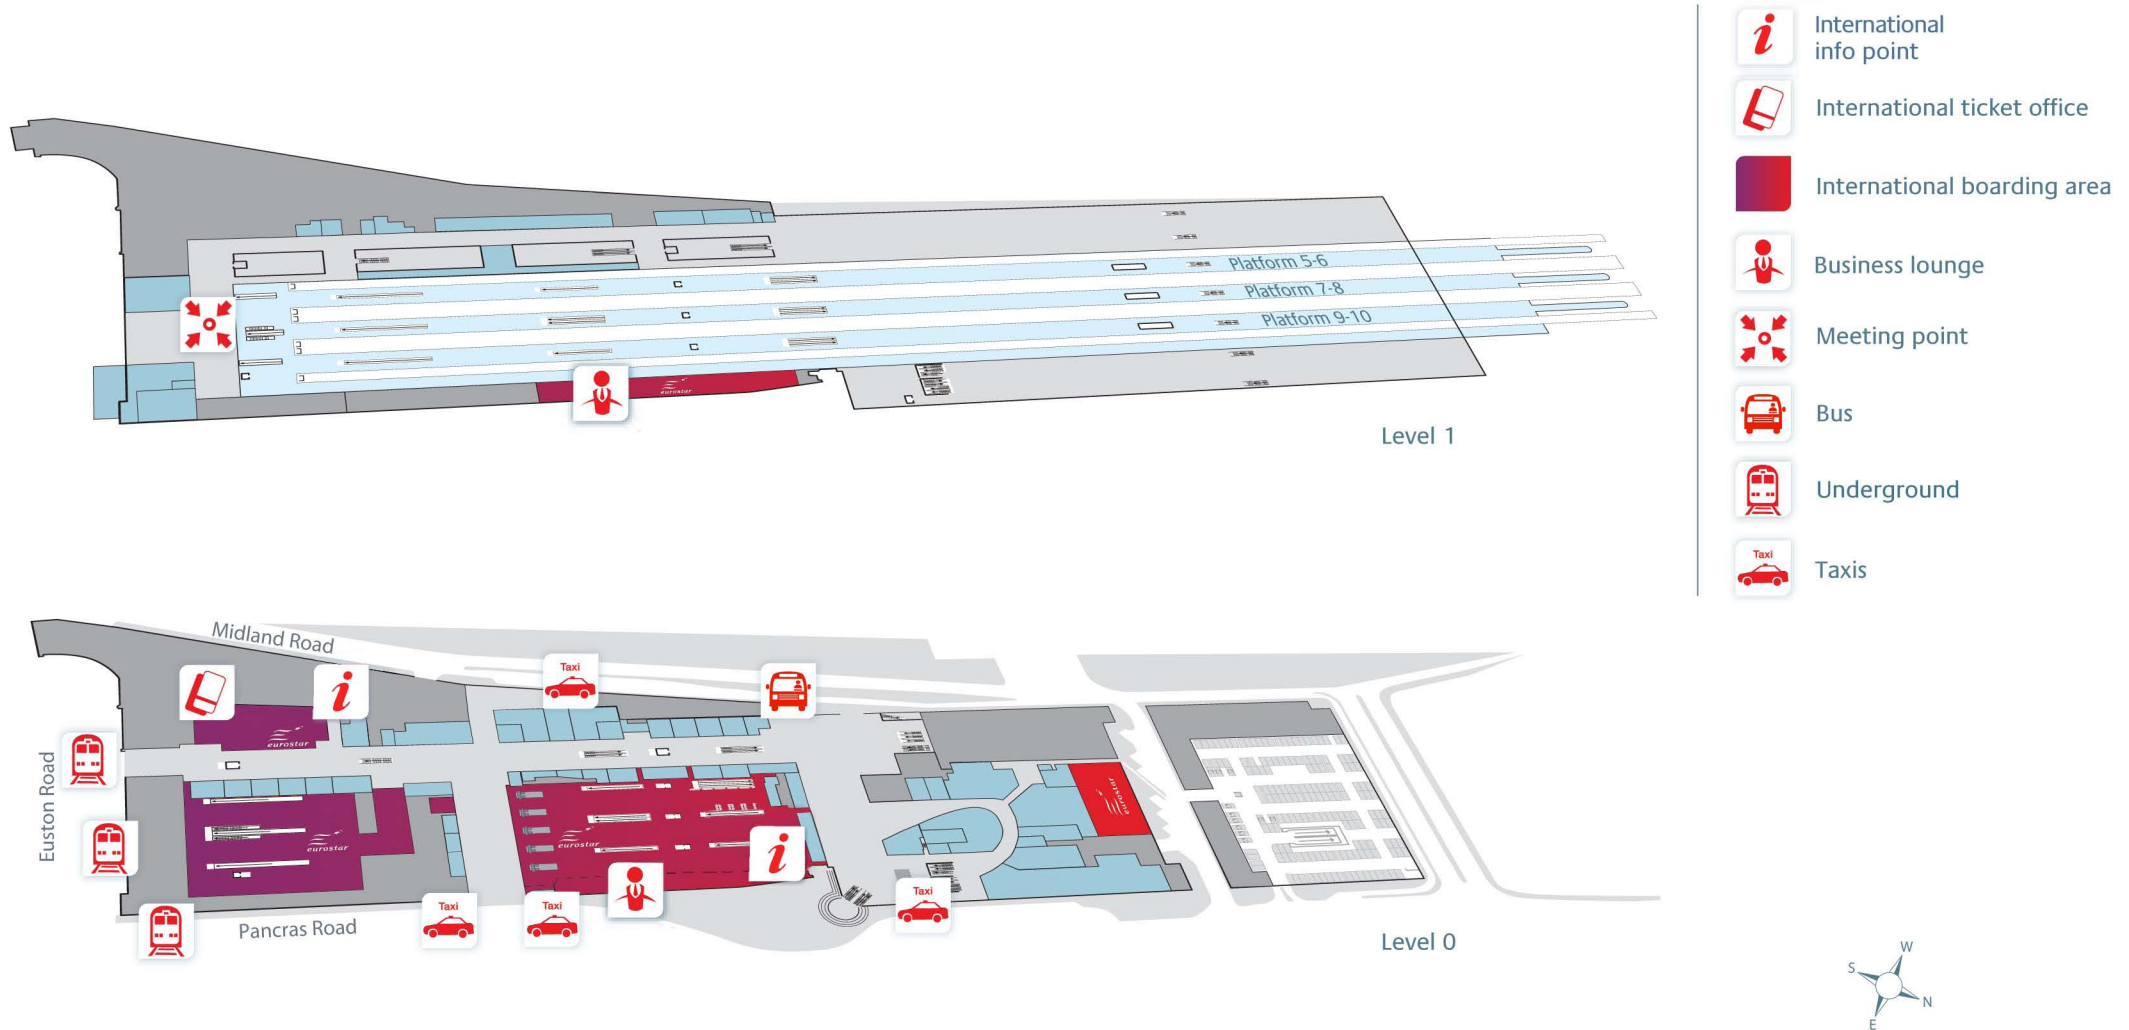 International
info point
International ticket office
International boarding area
Business lounge
Meeting point
Bus
Underground
Taxi
Taxis
Platform 5-6
Platform 7-8
Platform 9-10
eurostar
Level 1
Midland Road
Taxi
eurostar
Euston Road
eurostar
eurostar
eurostar
Taxi
Taxi
Taxi
Pancras Road
Level 0
W
S
N
E